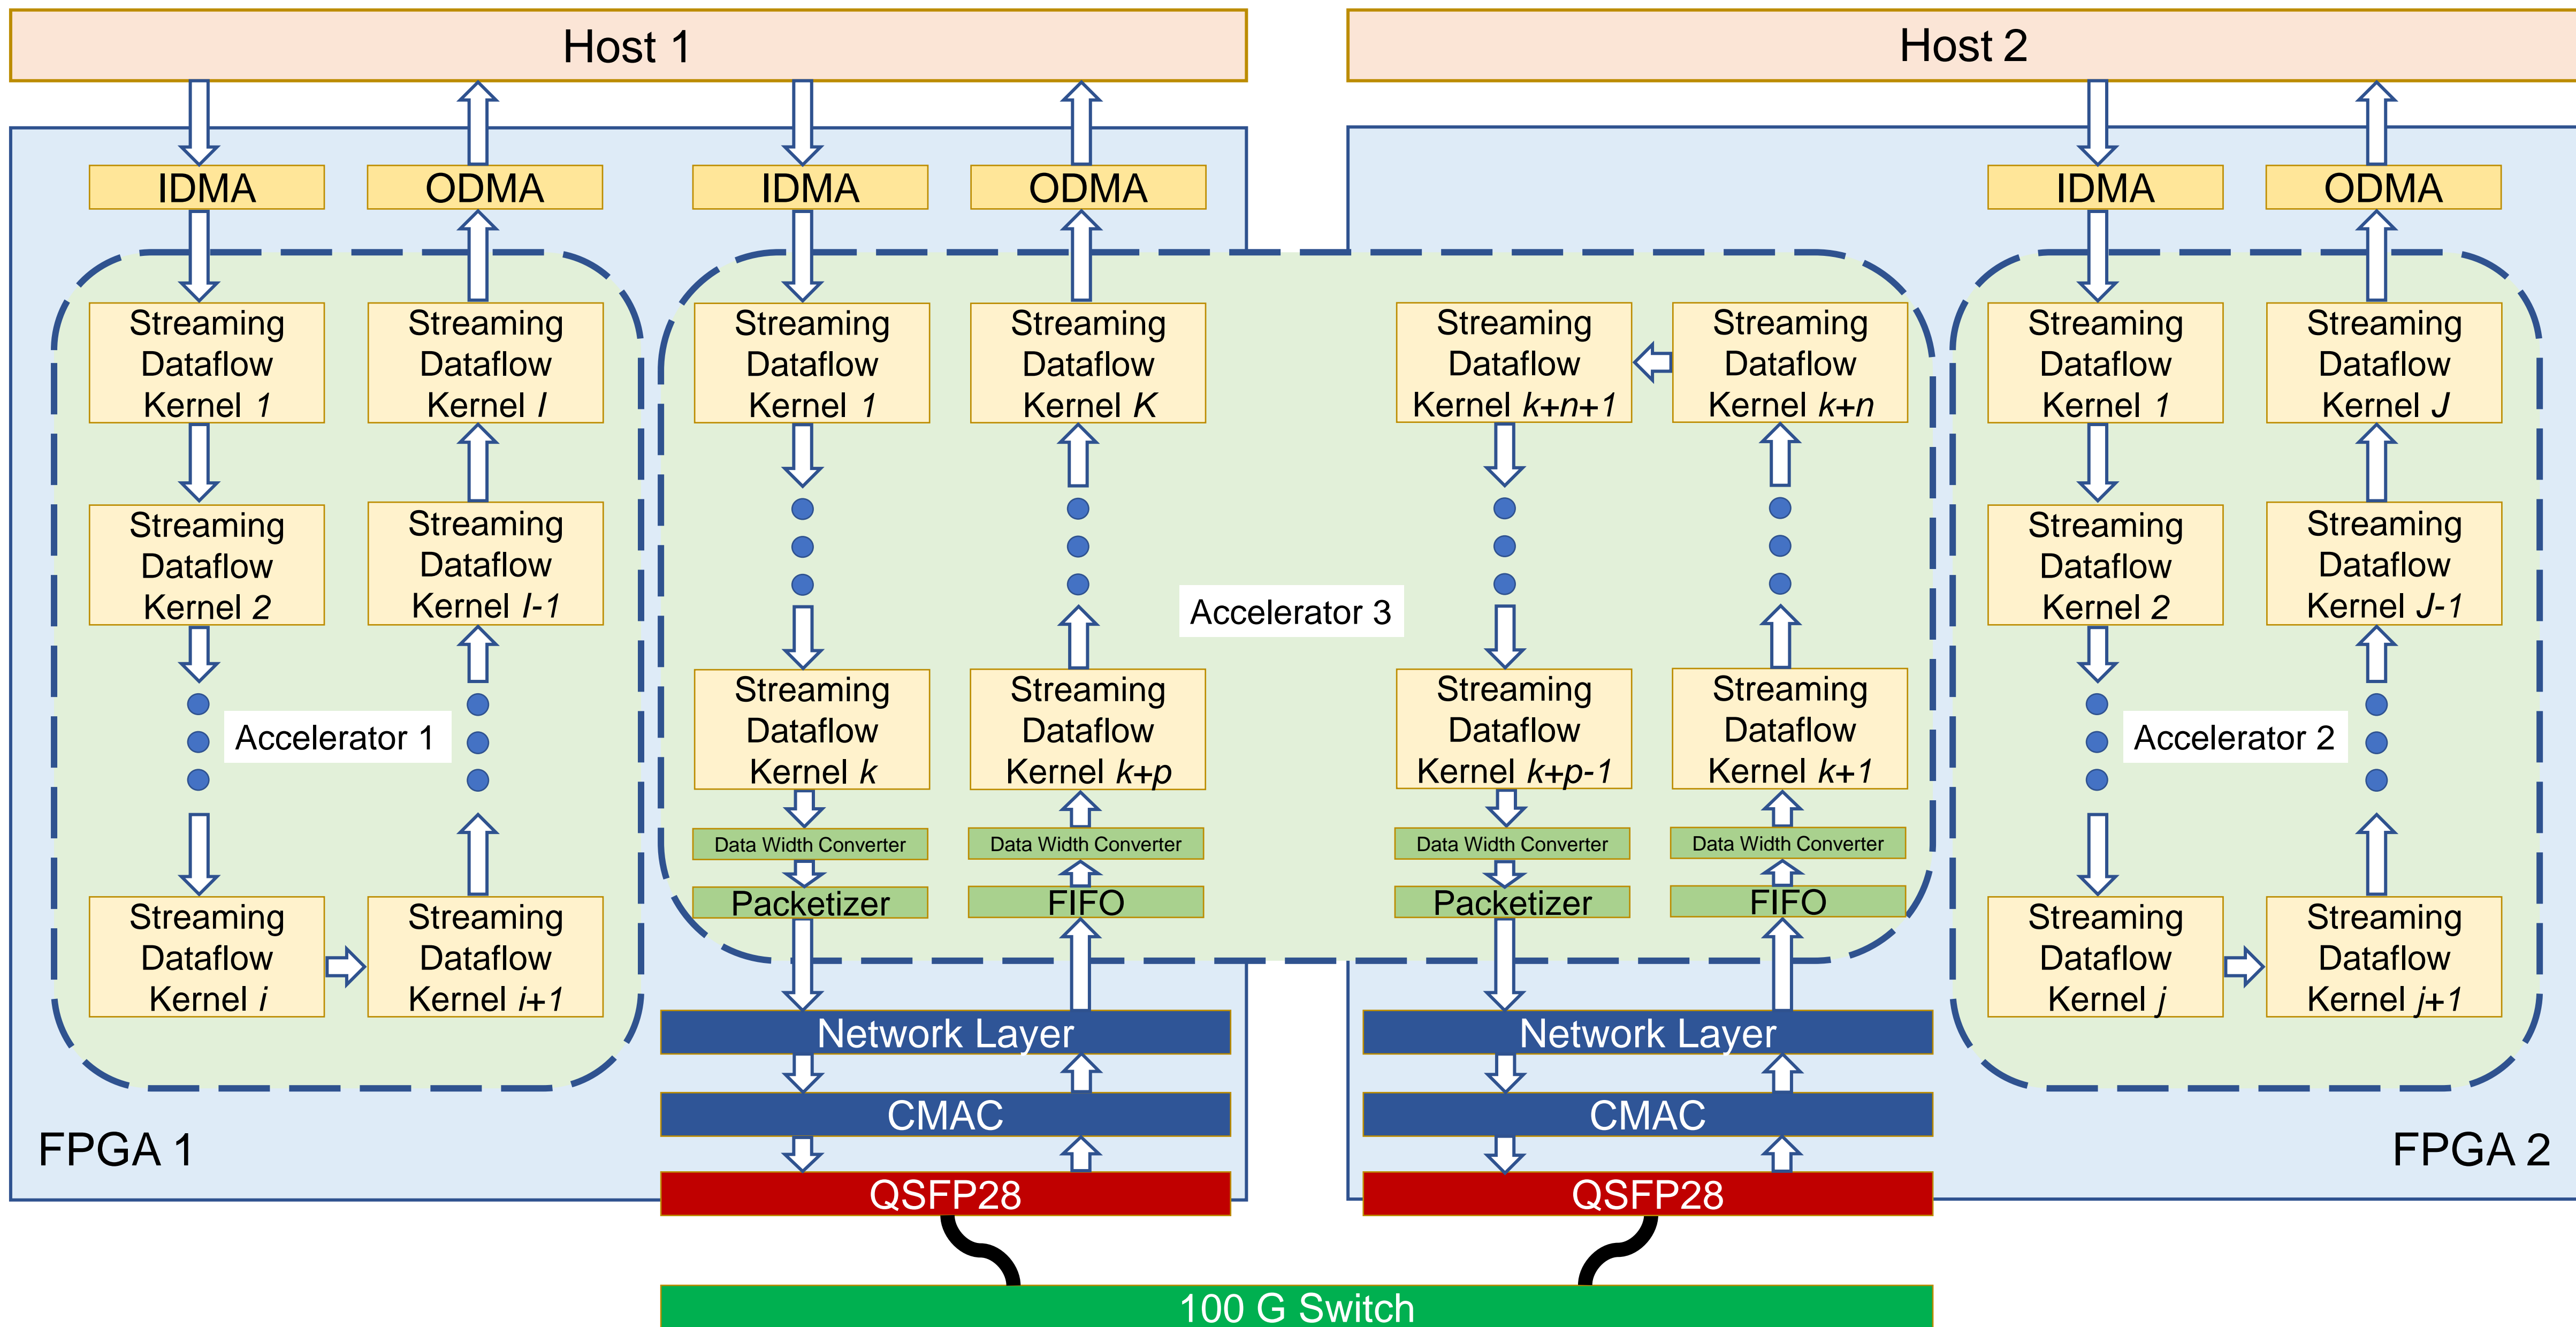 Host 1
Host 2
IDMA
ODMA
IDMA
ODMA
IDMA
ODMA
Streaming
Dataflow
Kernel 1
Streaming
Dataflow
Kernel I
Streaming
Dataflow
Kernel 1
Streaming
Dataflow
Kernel K
Streaming
Dataflow
Kernel k+n+1
Streaming
Dataflow
Kernel k+n
Streaming
Dataflow
Kernel 1
Streaming
Dataflow
Kernel J
Streaming
Dataflow
Kernel 2
Streaming
Dataflow
Kernel I-1
Accelerator 3
Streaming
Dataflow
Kernel 2
Streaming
Dataflow
Kernel J-1
Accelerator 1
Streaming
Dataflow
Kernel k
Streaming
Dataflow
Kernel k+p
Streaming
Dataflow
Kernel k+p-1
Streaming
Dataflow
Kernel k+1
Accelerator 2
Data Width Converter
Data Width Converter
Data Width Converter
Data Width Converter
Packetizer
FIFO
Packetizer
FIFO
Streaming
Dataflow
Kernel i
Streaming
Dataflow
Kernel i+1
Streaming
Dataflow
Kernel j
Streaming
Dataflow
Kernel j+1
Network Layer
Network Layer
CMAC
CMAC
FPGA 1
FPGA 2
QSFP28
QSFP28
100 G Switch